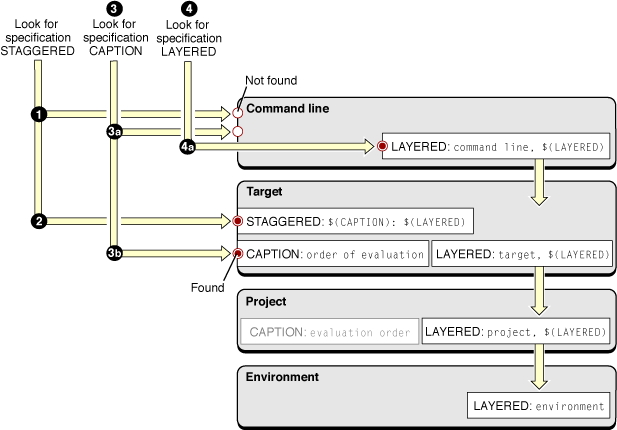 3
4
Look for
specification
STAGGERED
Look for
specification
CAPTION
Look for
specification
LAYERED
Not found
Command line
1
3a
4a
LAYERED: command line, $(LAYERED)
Target
2
STAGGERED: $(CAPTION): $(LAYERED)
3b
CAPTION: order of evaluation
LAYERED: target, $(LAYERED)
Found
Project
CAPTION: evaluation order
LAYERED: project, $(LAYERED)
Environment
LAYERED: environment